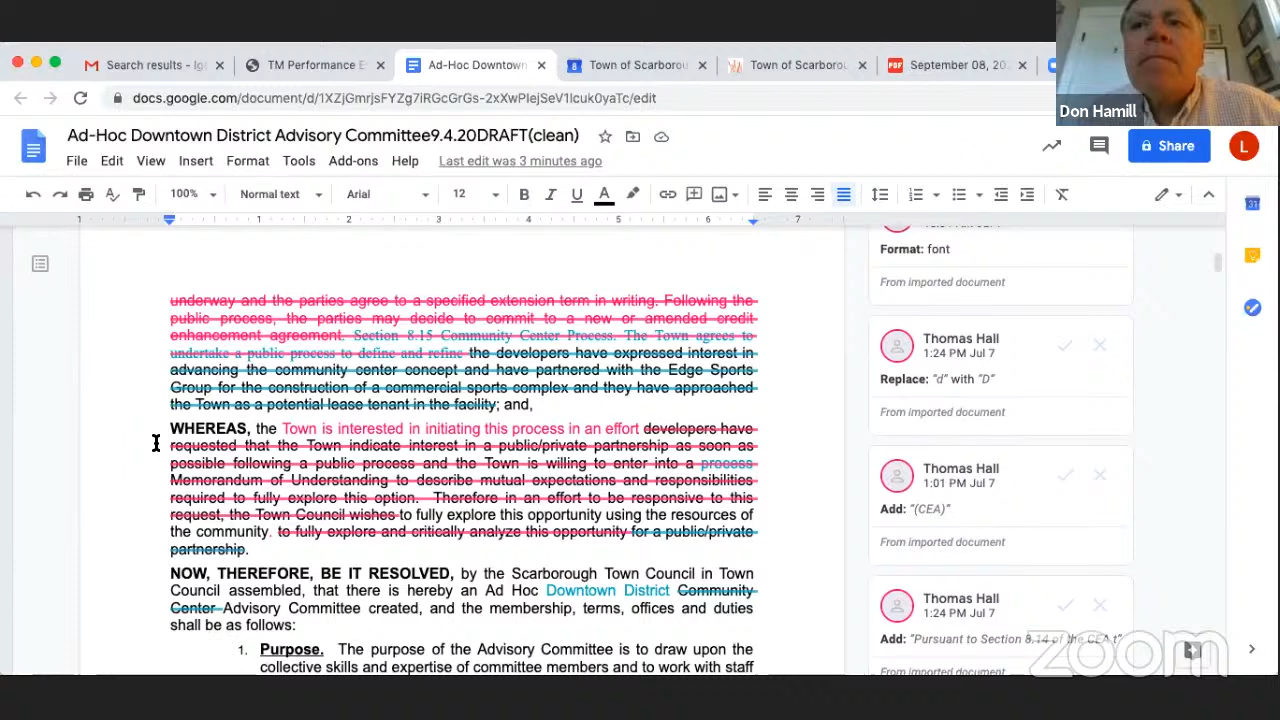 Search results - Ig
TM Performance E
Ad-Hoc Downtown
Town of Scarborou
Town of Scarborou
September 08, 20
Don Hamill
docs.google.com/document/d/1XZjGmrjsFYZg7iRGcGrGs-2xXwPIejSeV1Icuk0yaTc/edit
Ad-Hoc Downtown District Advisory Committee9.4.20DRAFT(clean)
File Edit View Insert Format Tools Add-ons Help Last edit was 3 minutes ago
Share
L
100% Normal text Arial 12 B I U A
1 1 2 3 4 5 6 7
underway and the parties agree to a specified extension term in writing. Following the
public process, the parties may decide to commit to a new or amended credit
enhancement agreement. Section 8.15 Community Center Process. The Town agrees to
undertake a public process to define and refine the developers have expressed interest in
advancing the community center concept and have partnered with the Edge Sports
Group for the construction of a commercial sports complex and they have approached
the Town as a potential lease tenant in the facility; and,
WHEREAS, the Town is interested in initiating this process in an effort developers have
requested that the Town indicate interest in a public/private partnership as soon as
possible following a public process and the Town is willing to enter into a process
Memorandum of Understanding to describe mutual expectations and responsibilities
required to fully explore this option. Therefore in an effort to be responsive to this
request, the Town Council wishes to fully explore this opportunity using the resources of
the community. to fully explore and critically analyze this opportunity for a public/private
partnership.
NOW, THEREFORE, BE IT RESOLVED, by the Scarborough Town Council in Town
Council assembled, that there is hereby an Ad Hoc Downtown District Community
Center Advisory Committee created, and the membership, terms, offices and duties
shall be as follows:
1. Purpose. The purpose of the Advisory Committee is to draw upon the
collective skills and expertise of committee members and to work with staff
Format: font
From imported document
Thomas Hall
1:24 PM Jul 7
Replace: "d" with "D"
From imported document
Thomas Hall
1:01 PM Jul 7
Add: "(CEA)"
From imported document
Thomas Hall
1:24 PM Jul 7
Add: "Pursuant to Section 8.14 of the CEA t"
From imported document
31
zoom